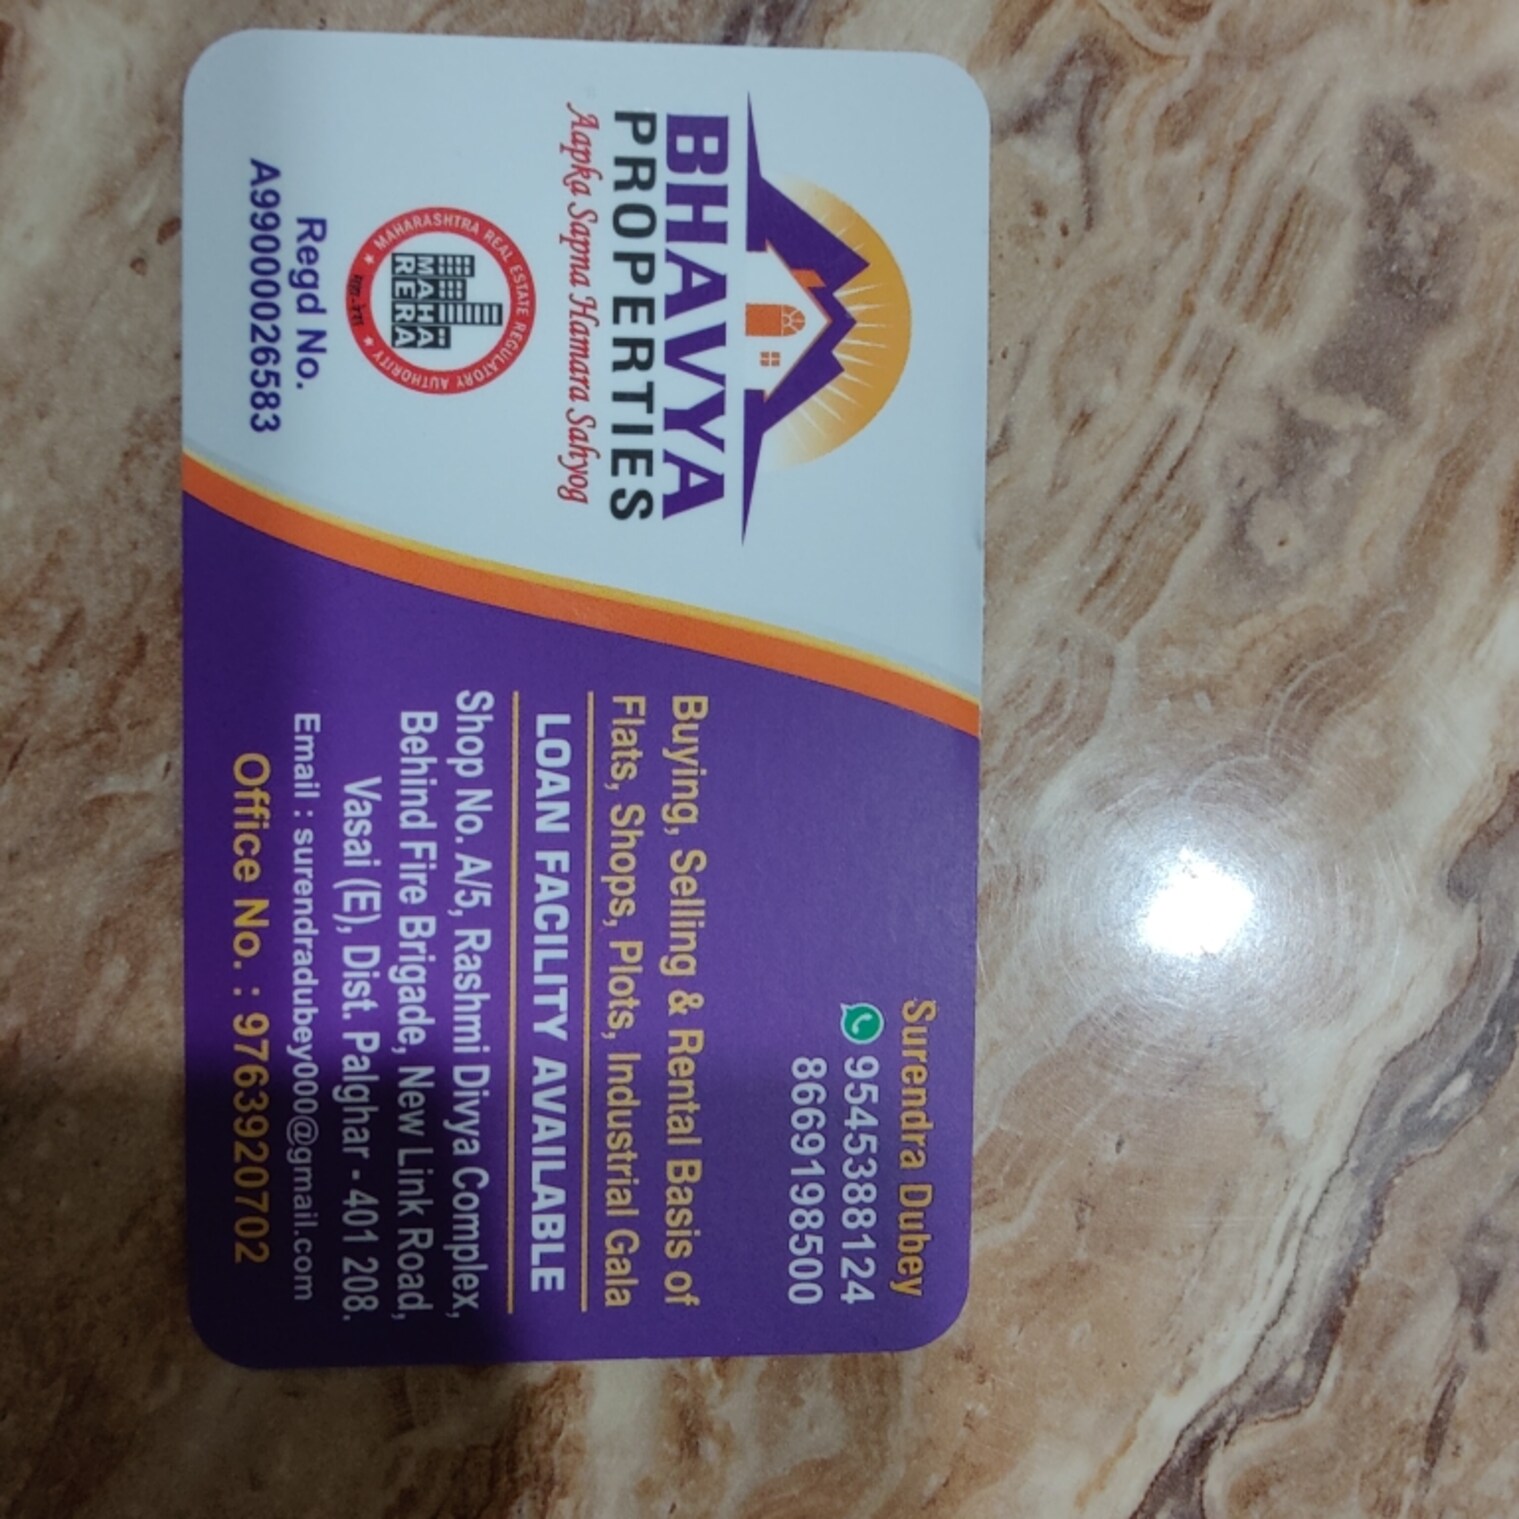 BHAVYA
PROPERTIES
Aapka Sapna Hamara Sahyog
MAHARASHTRA REAL ESTATE REGULATORY AUTHORITY
MAHA
RERA
महारेरा
Regd No.
A99000026583
Surendra Dubey
9545388124
8669198500
Buying, Selling & Rental Basis of
Flats, Shops, Plots, Industrial Gala
LOAN FACILITY AVAILABLE
Shop No. A/5, Rashmi Divya Complex,
Behind Fire Brigade, New Link Road,
Vasai (E), Dist. Palghar - 401 208.
Email : surendradubey000@gmail.com
Office No. : 9763920702